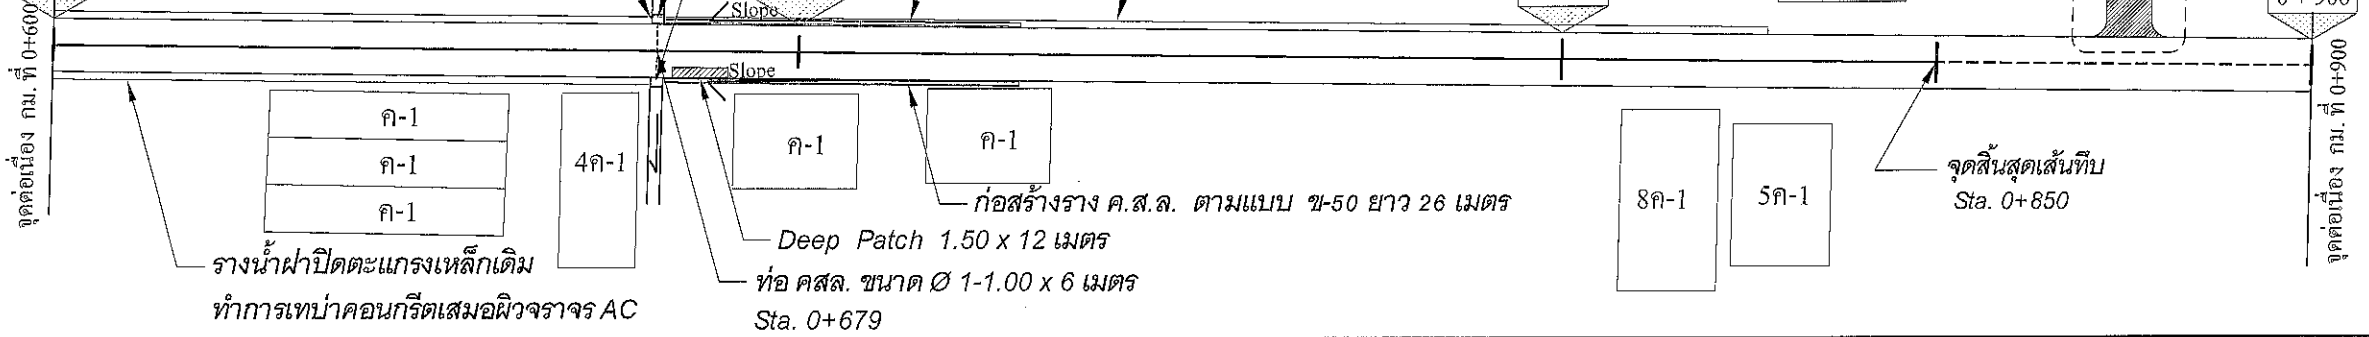 จุดต่อเนื่อง กม. ที่ 0+600
Slope
Slope
ค-1
ค-1
ค-1
4ค-1
ค-1
ค-1
8ค-1
5ค-1
ก่อสร้างราง ค.ส.ล. ตามแบบ ข-50 ยาว 26 เมตร
Deep Patch 1.50 x 12 เมตร
ท่อ คสล. ขนาด Ø 1-1.00 x 6 เมตร
Sta. 0+679
รางน้ำฝาปิดตะแกรงเหล็กเดิม
ทำการเทบ่าคอนกรีตเสมอผิวจราจร AC
จุดสิ้นสุดเส้นทึบ
Sta. 0+850
0+900
จุดต่อเนื่อง กม. ที่ 0+900